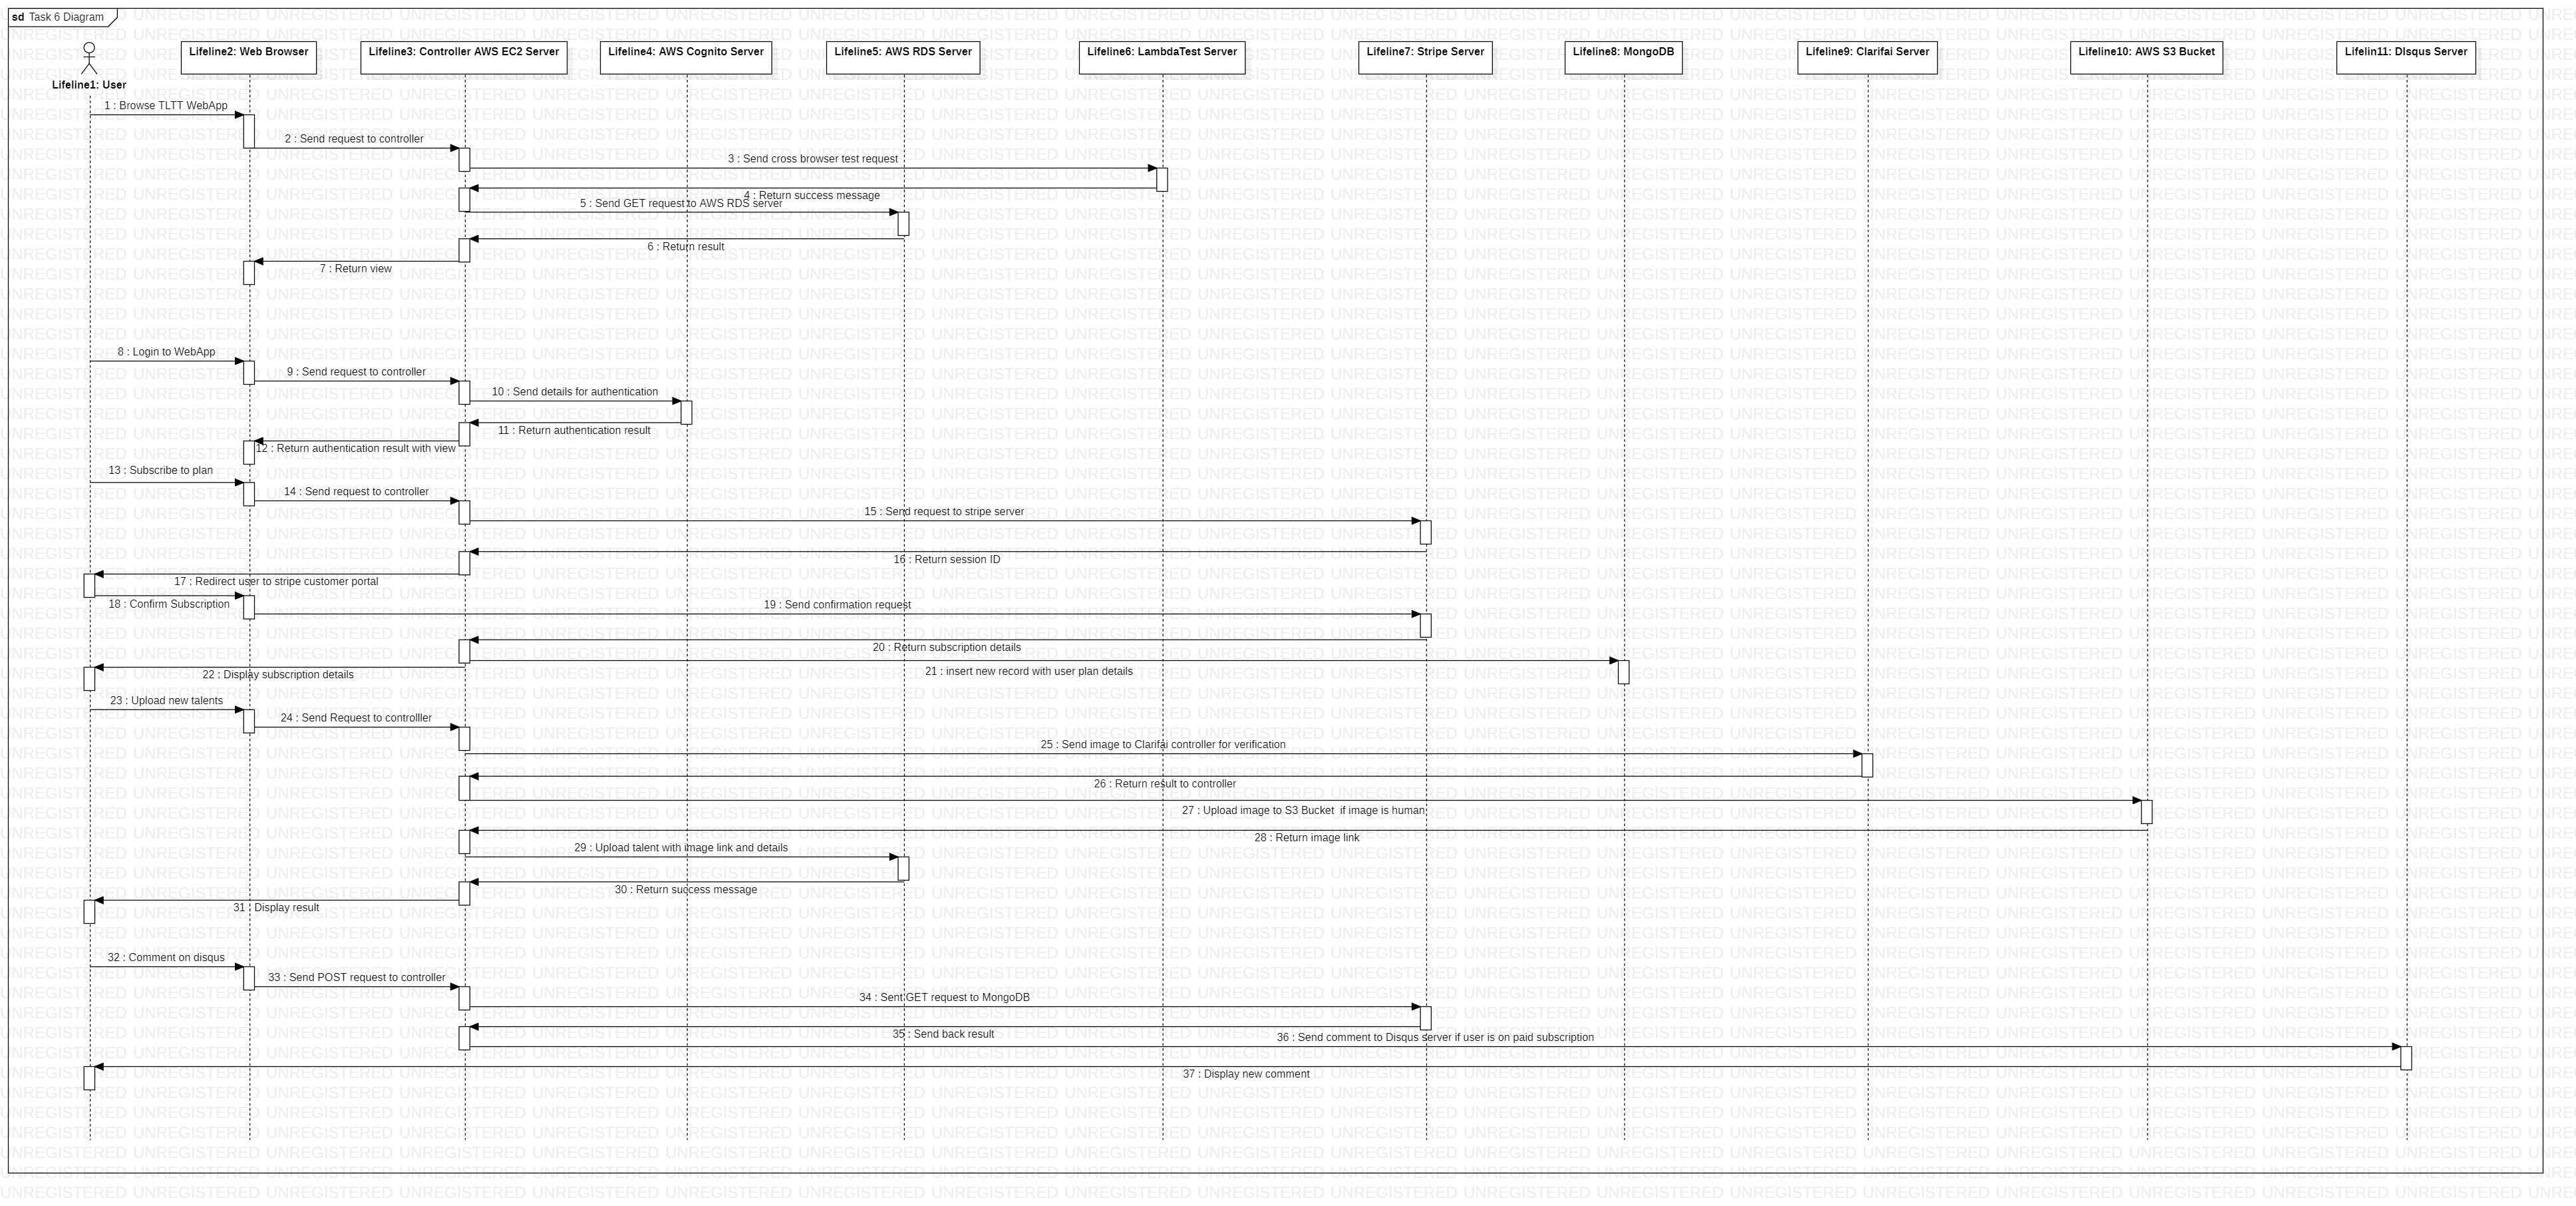 sd Task 6 Diagram
Lifeline1: User
Lifeline2: Web Browser
Lifeline3: Controller AWS EC2 Server
Lifeline4: AWS Cognito Server
Lifeline5: AWS RDS Server
Lifeline6: LambdaTest Server
Lifeline7: Stripe Server
Lifeline8: MongoDB
Lifeline9: Clarifai Server
Lifeline10: AWS S3 Bucket
Lifelin11: DIsqus Server
1 : Browse TLTT WebApp
2 : Send request to controller
3 : Send cross browser test request
4 : Return success message
5 : Send GET request to AWS RDS server
6 : Return result
7 : Return view
8 : Login to WebApp
9 : Send request to controller
10 : Send details for authentication
11 : Return authentication result
12 : Return authentication result with view
13 : Subscribe to plan
14 : Send request to controller
15 : Send request to stripe server
16 : Return session ID
17 : Redirect user to stripe customer portal
18 : Confirm Subscription
19 : Send confirmation request
20 : Return subscription details
21 : insert new record with user plan details
22 : Display subscription details
23 : Upload new talents
24 : Send Request to controlller
25 : Send image to Clarifai controller for verification
26 : Return result to controller
27 : Upload image to S3 Bucket  if image is human
28 : Return image link
29 : Upload talent with image link and details
30 : Return success message
31 : Display result
32 : Comment on disqus
33 : Send POST request to controller
34 : Sent GET request to MongoDB
35 : Send back result
36 : Send comment to Disqus server if user is on paid subscription
37 : Display new comment
UNREGISTERED